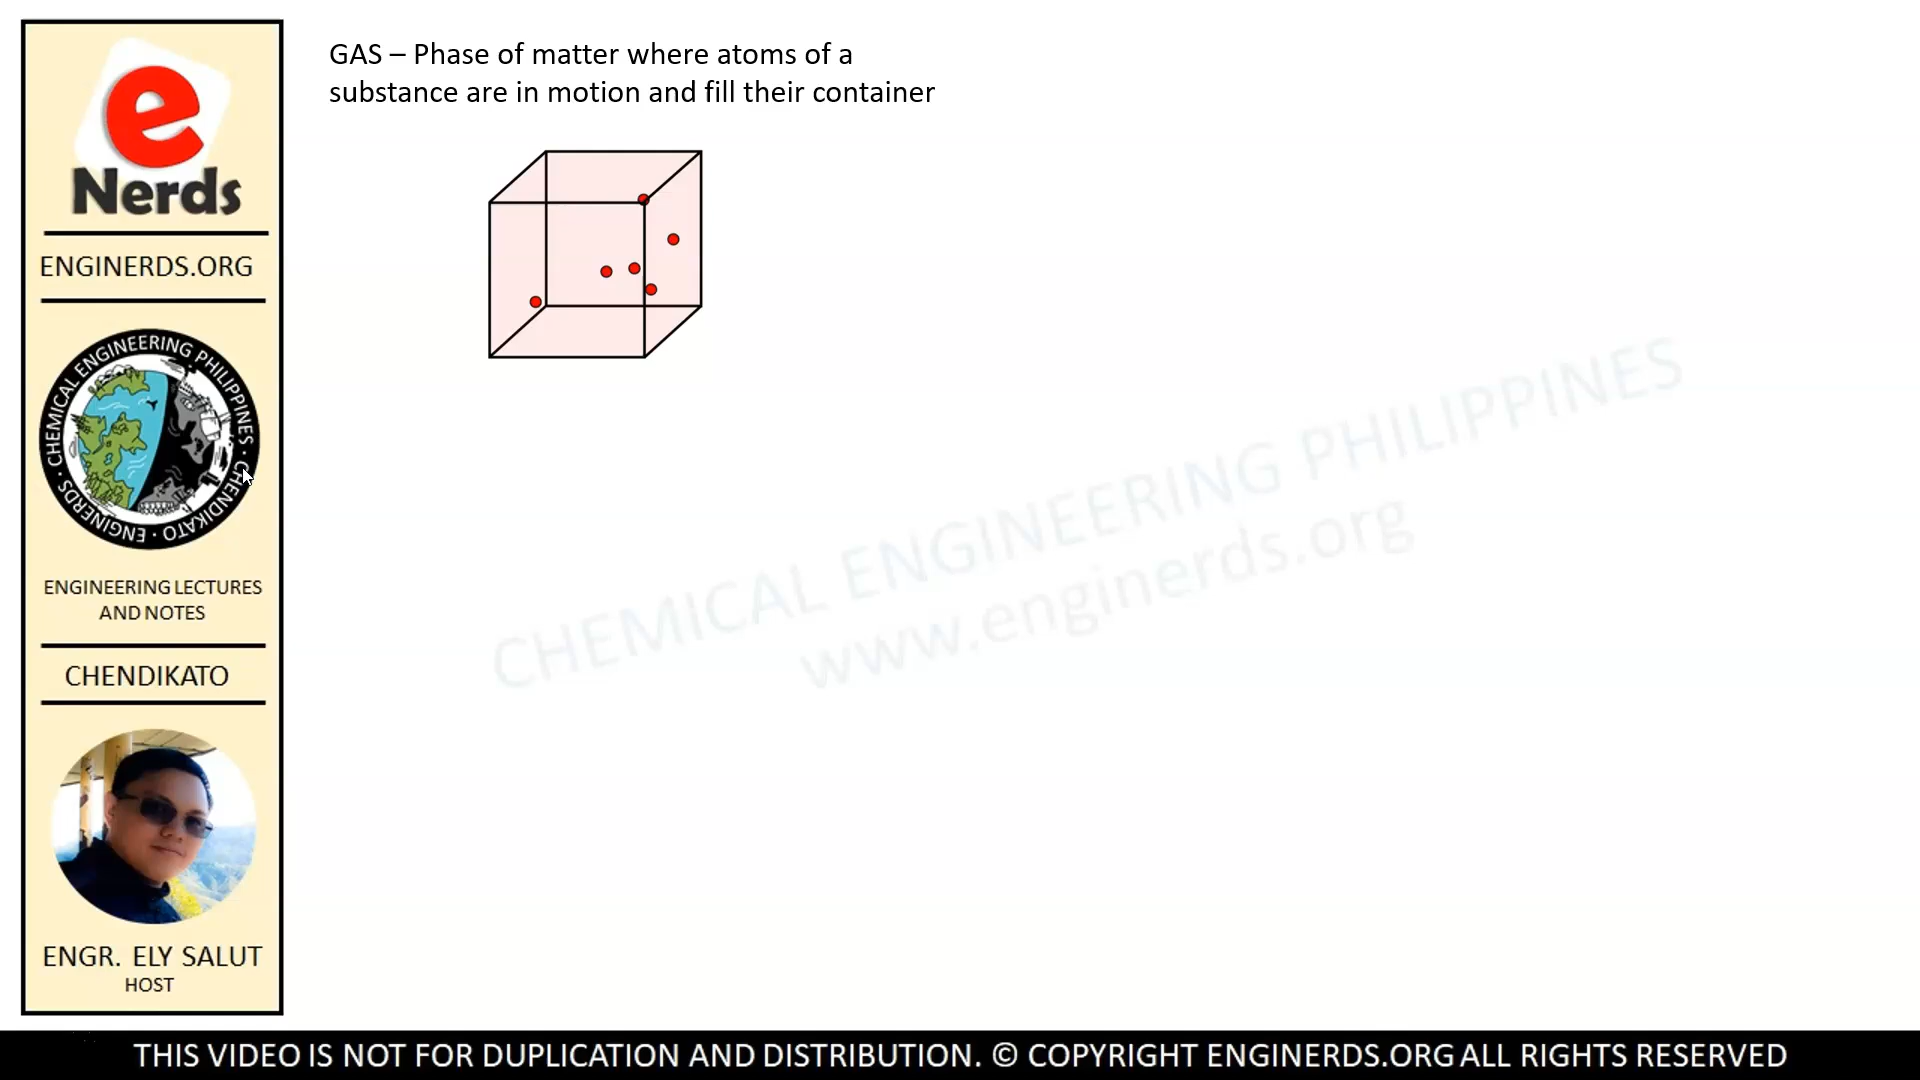 e
Nerds
ENGINERDS.ORG
· CHEMICAL ENGINEERING PHILIPPINES ·
CHENDIKATO · ENGINERDS
ENGINEERING LECTURES
AND NOTES
CHENDIKATO
ENGR. ELY SALUT
HOST
GAS – Phase of matter where atoms of a
substance are in motion and fill their container
CHEMICAL ENGINEERING PHILIPPINES
www.enginerds.org
THIS VIDEO IS NOT FOR DUPLICATION AND DISTRIBUTION. © COPYRIGHT ENGINERDS.ORG ALL RIGHTS RESERVED